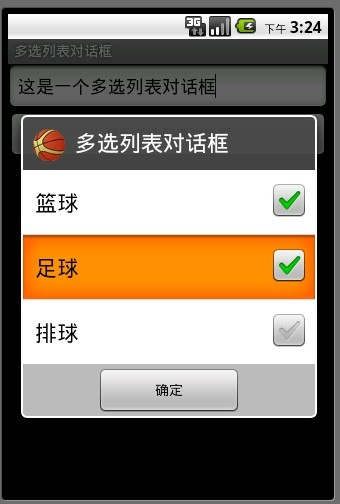 3G 下午 3:24
多选列表对话框
这是一个多选列表对话框
多选列表对话框
篮球
足球
排球
确定